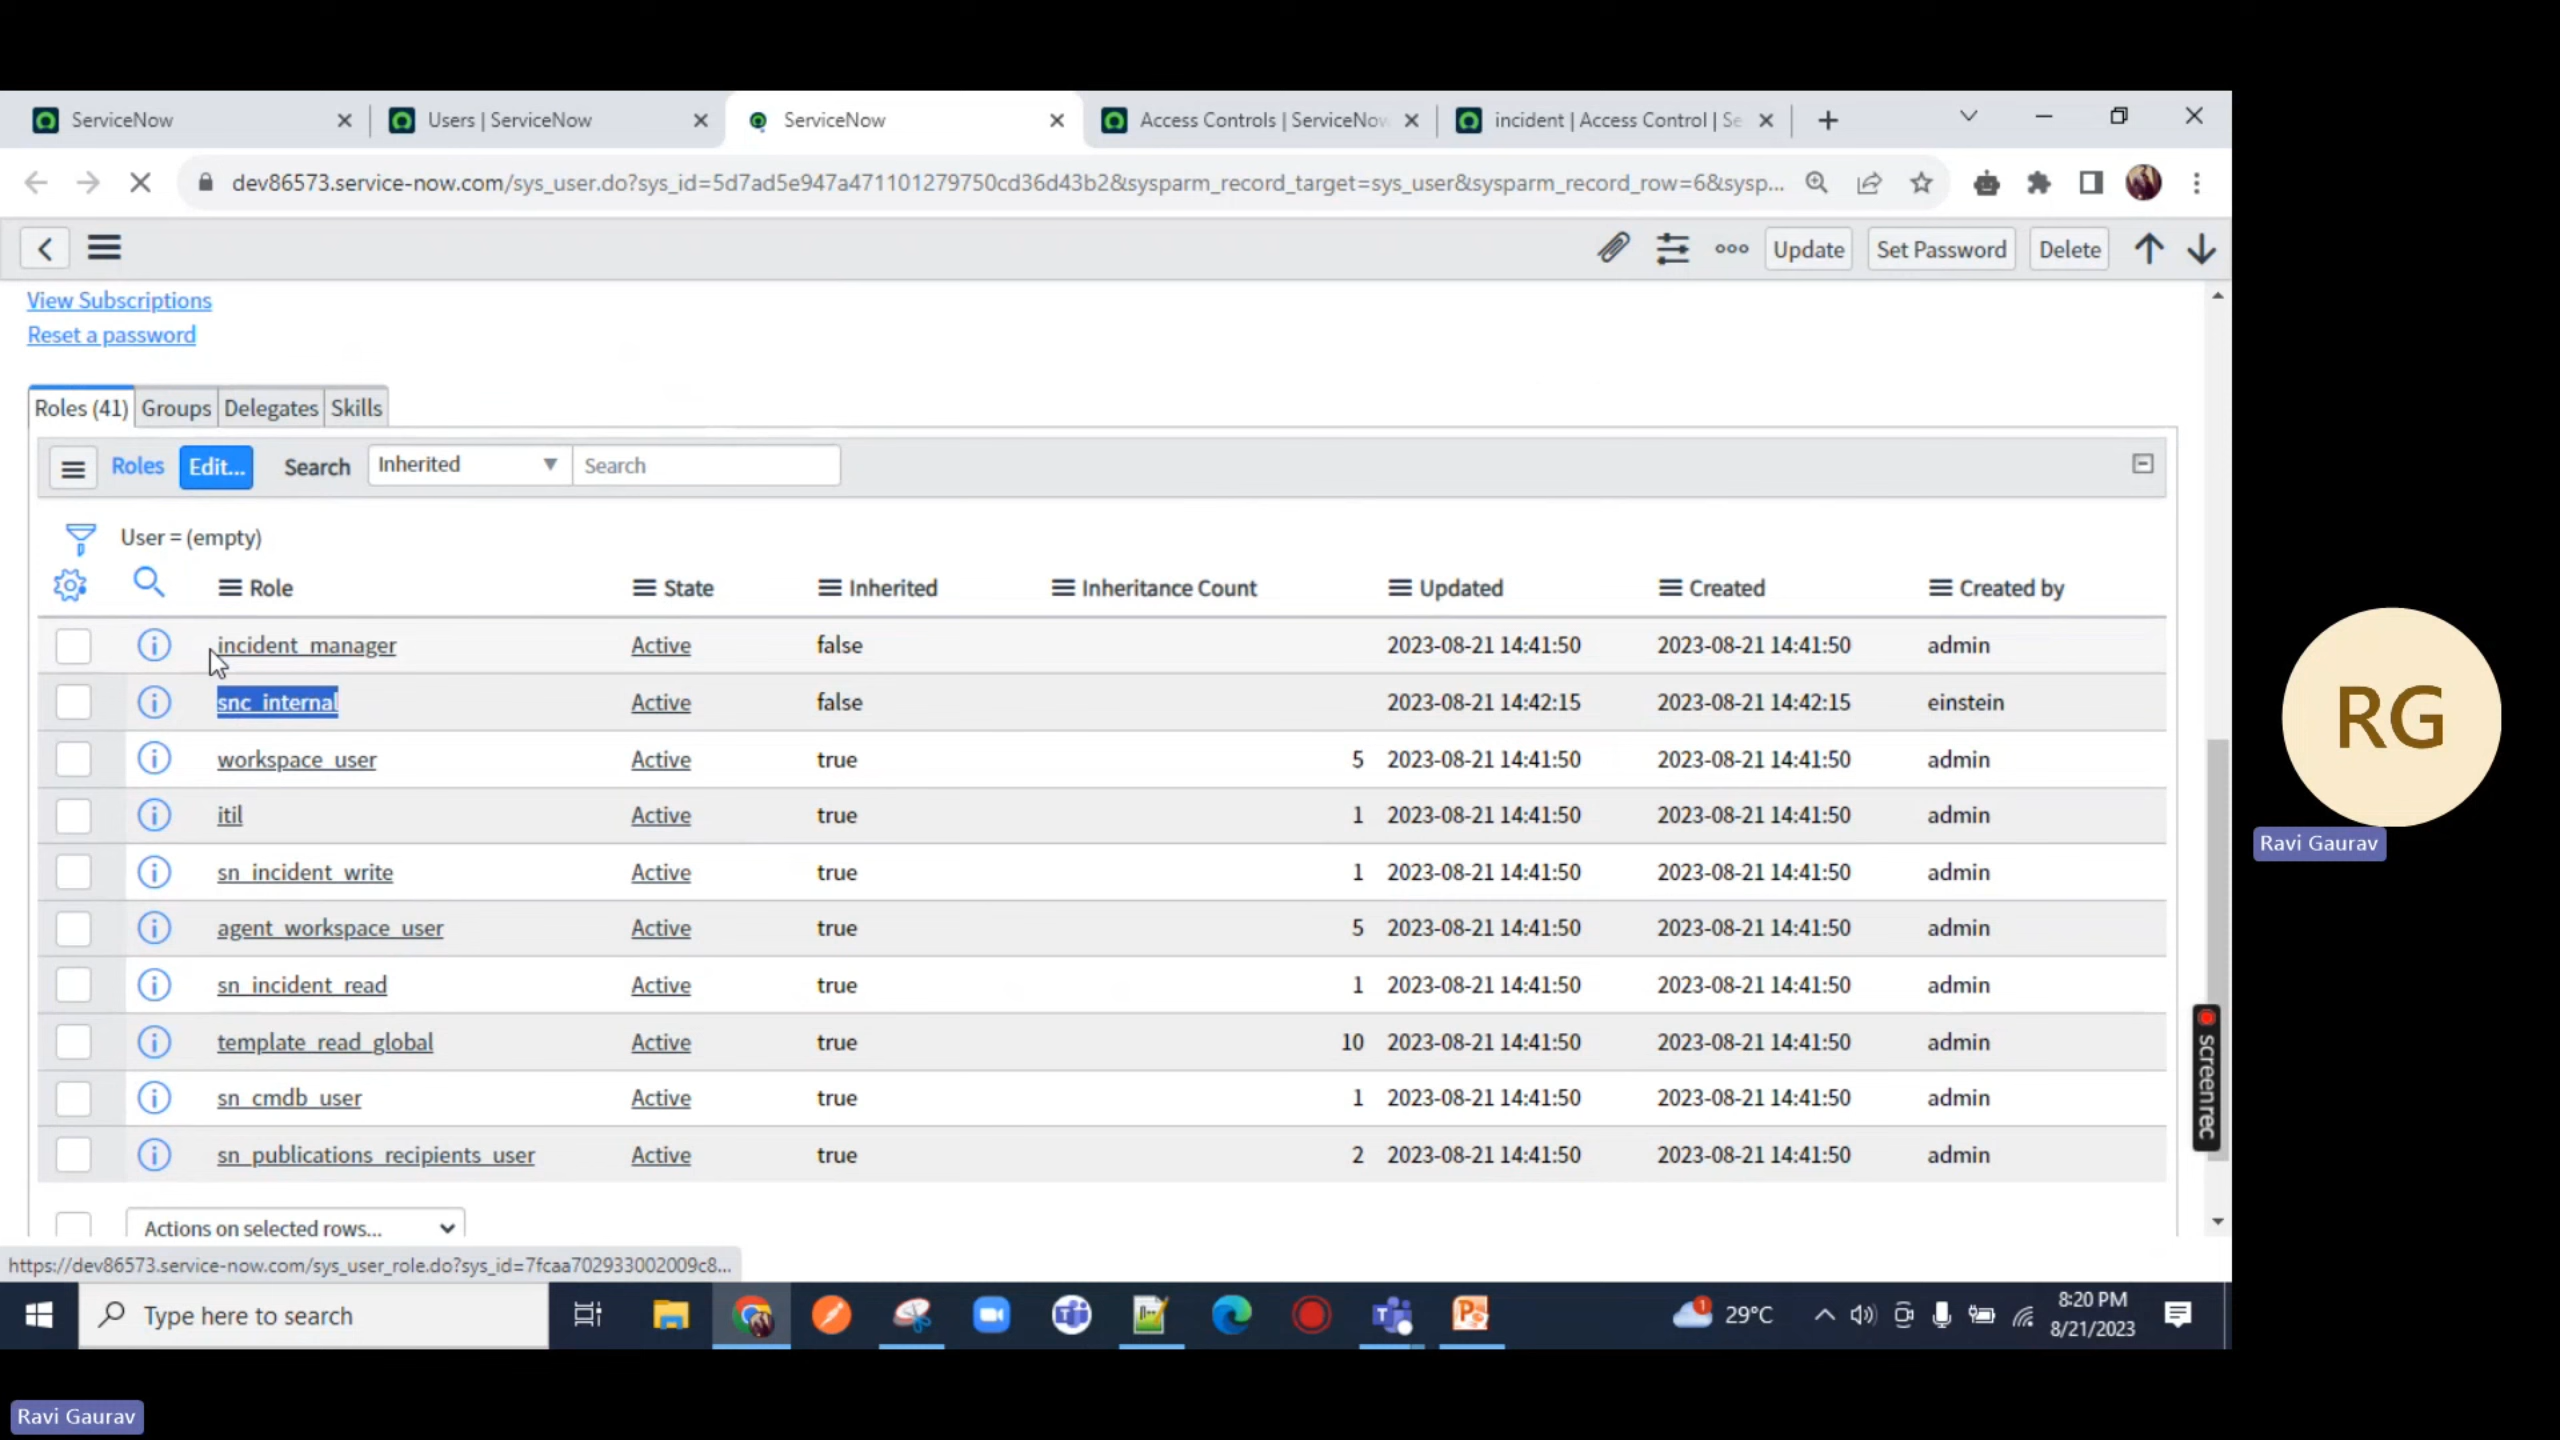 ServiceNow
Users | ServiceNow
ServiceNow
Access Controls | ServiceNow
incident | Access Control | Se
dev86573.service-now.com/sys_user.do?sys_id=5d7ad5e947a471101279750cd36d43b2&sysparm_record_target=sys_user&sysparm_record_row=6&sysp...
Update
Set Password
Delete
View Subscriptions
Reset a password
Roles (41)
Groups
Delegates
Skills
Roles
Edit...
Search
Inherited
Search
User = (empty)
Role State Inherited Inheritance Count Updated Created Created by
incident_manager Active false 2023-08-21 14:41:50 2023-08-21 14:41:50 admin
snc_internal Active false 2023-08-21 14:42:15 2023-08-21 14:42:15 einstein
workspace_user Active true 5 2023-08-21 14:41:50 2023-08-21 14:41:50 admin
itil Active true 1 2023-08-21 14:41:50 2023-08-21 14:41:50 admin
sn_incident_write Active true 1 2023-08-21 14:41:50 2023-08-21 14:41:50 admin
agent_workspace_user Active true 5 2023-08-21 14:41:50 2023-08-21 14:41:50 admin
sn_incident_read Active true 1 2023-08-21 14:41:50 2023-08-21 14:41:50 admin
template_read_global Active true 10 2023-08-21 14:41:50 2023-08-21 14:41:50 admin
sn_cmdb_user Active true 1 2023-08-21 14:41:50 2023-08-21 14:41:50 admin
sn_publications_recipients_user Active true 2 2023-08-21 14:41:50 2023-08-21 14:41:50 admin
Actions on selected rows...
https://dev86573.service-now.com/sys_user_role.do?sys_id=7fcaa702933002009c8...
screenrec
RG
Ravi Gaurav
Type here to search
1
29°C
8:20 PM
8/21/2023
Ravi Gaurav